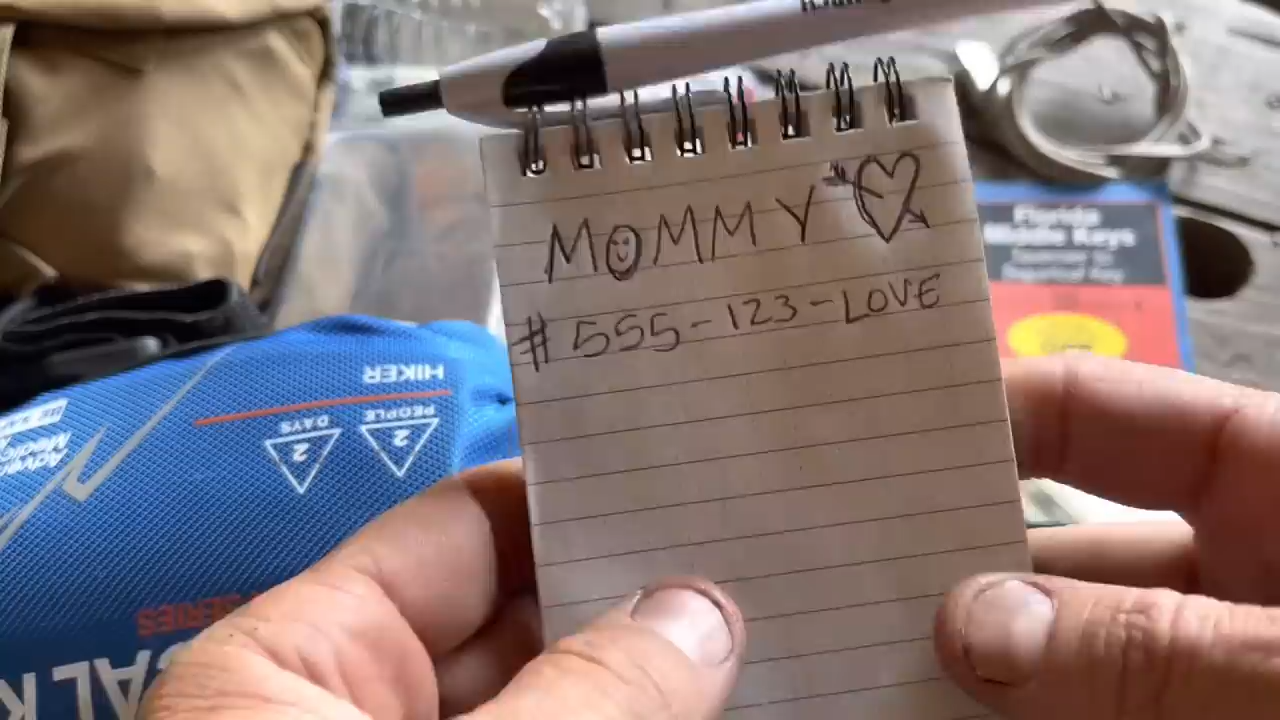 MOMMY
# 555-123-LOVE
Florida
Middle Keys
HIKER
2
PEOPLE
2
DAYS
SERIES